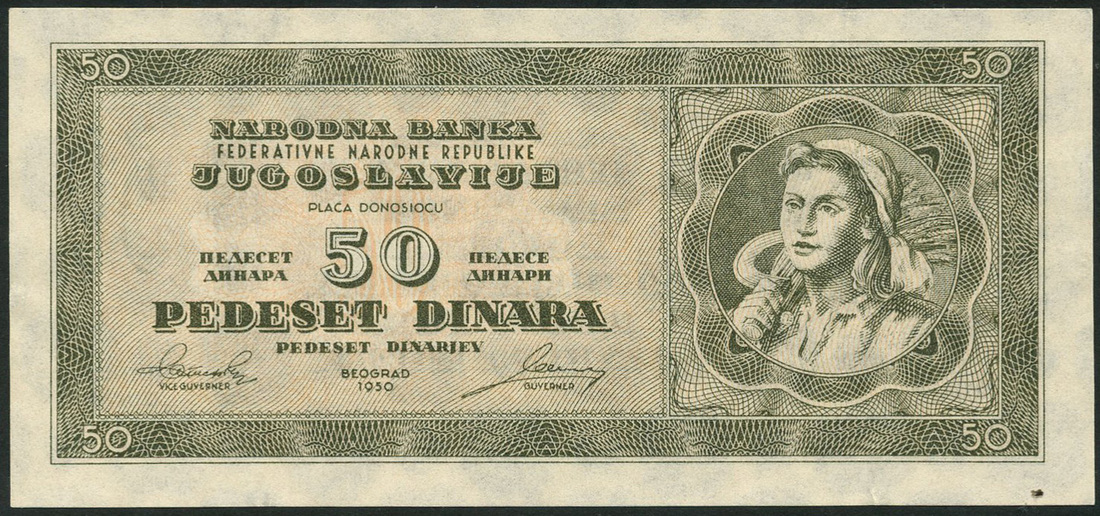 50 50
NARODNA BANKA
FEDERATIVNE NARODNE REPUBLIKE
JUGOSLAVIJE
PLAĆA DONOSIOCU
ПЕДЕСЕТ
ДИНАРА
50
ПЕДЕСЕ
ДИНАРИ
PEDESET DINARA
PEDESET DINARJEV
VICEGUVERNER
BEOGRAD
1950
GUVERNER
50 50